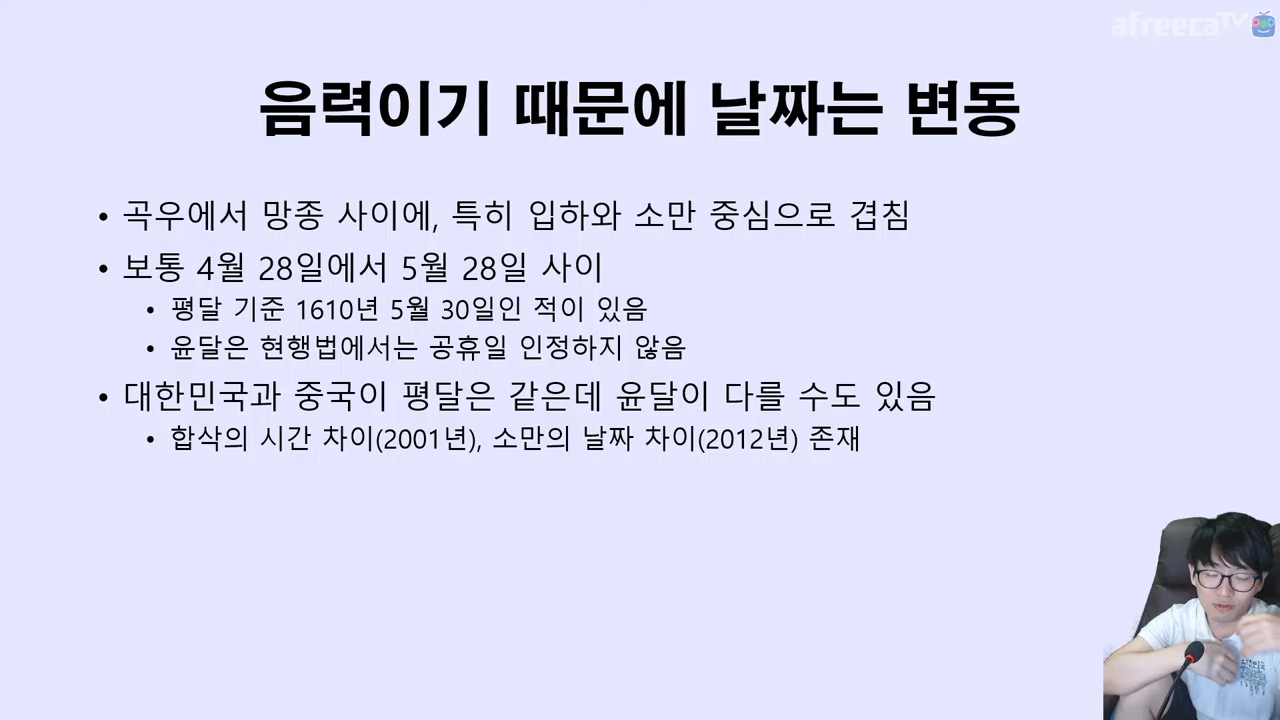 afreecaTV
음력이기 때문에 날짜는 변동
• 곡우에서 망종 사이에, 특히 입하와 소만 중심으로 겹침
• 보통 4월 28일에서 5월 28일 사이
• 평달 기준 1610년 5월 30일인 적이 있음
• 윤달은 현행법에서는 공휴일 인정하지 않음
• 대한민국과 중국이 평달은 같은데 윤달이 다를 수도 있음
• 합삭의 시간 차이(2001년), 소만의 날짜 차이(2012년) 존재